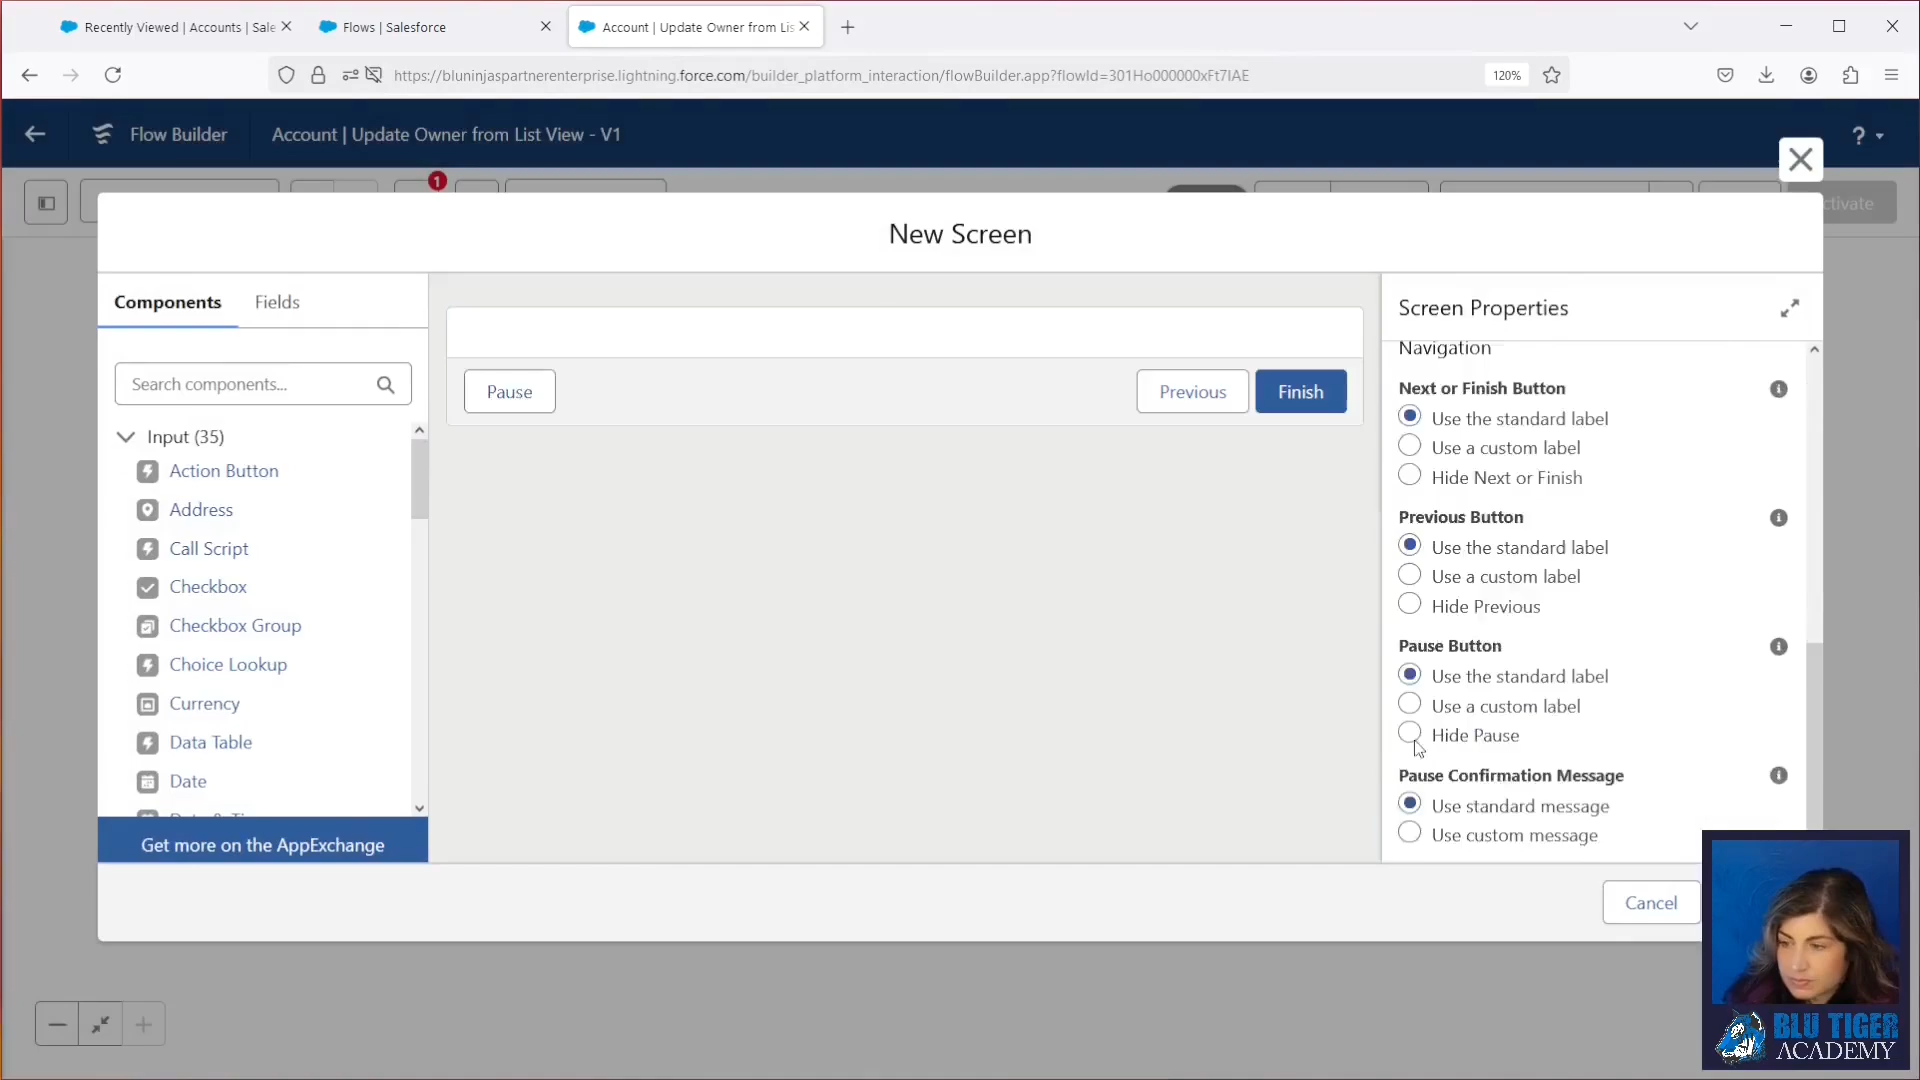 Recently Viewed | Accounts | Sale
Flows | Salesforce
Account | Update Owner from Lis
https://bluninjaspartnerenterprise.lightning.force.com/builder_platform_interaction/flowBuilder.app?flowId=301Ho000000xFt7IAE
120%
Flow Builder
Account | Update Owner from List View - V1
?
1
ctivate
New Screen
Components
Fields
Search components...
Input (35)
Action Button
Address
Call Script
Checkbox
Checkbox Group
Choice Lookup
Currency
Data Table
Date
Get more on the AppExchange
Pause
Previous
Finish
Screen Properties
Navigation
Next or Finish Button
Use the standard label
Use a custom label
Hide Next or Finish
Previous Button
Use the standard label
Use a custom label
Hide Previous
Pause Button
Use the standard label
Use a custom label
Hide Pause
Pause Confirmation Message
Use standard message
Use custom message
Cancel
BLU TIGER
ACADEMY